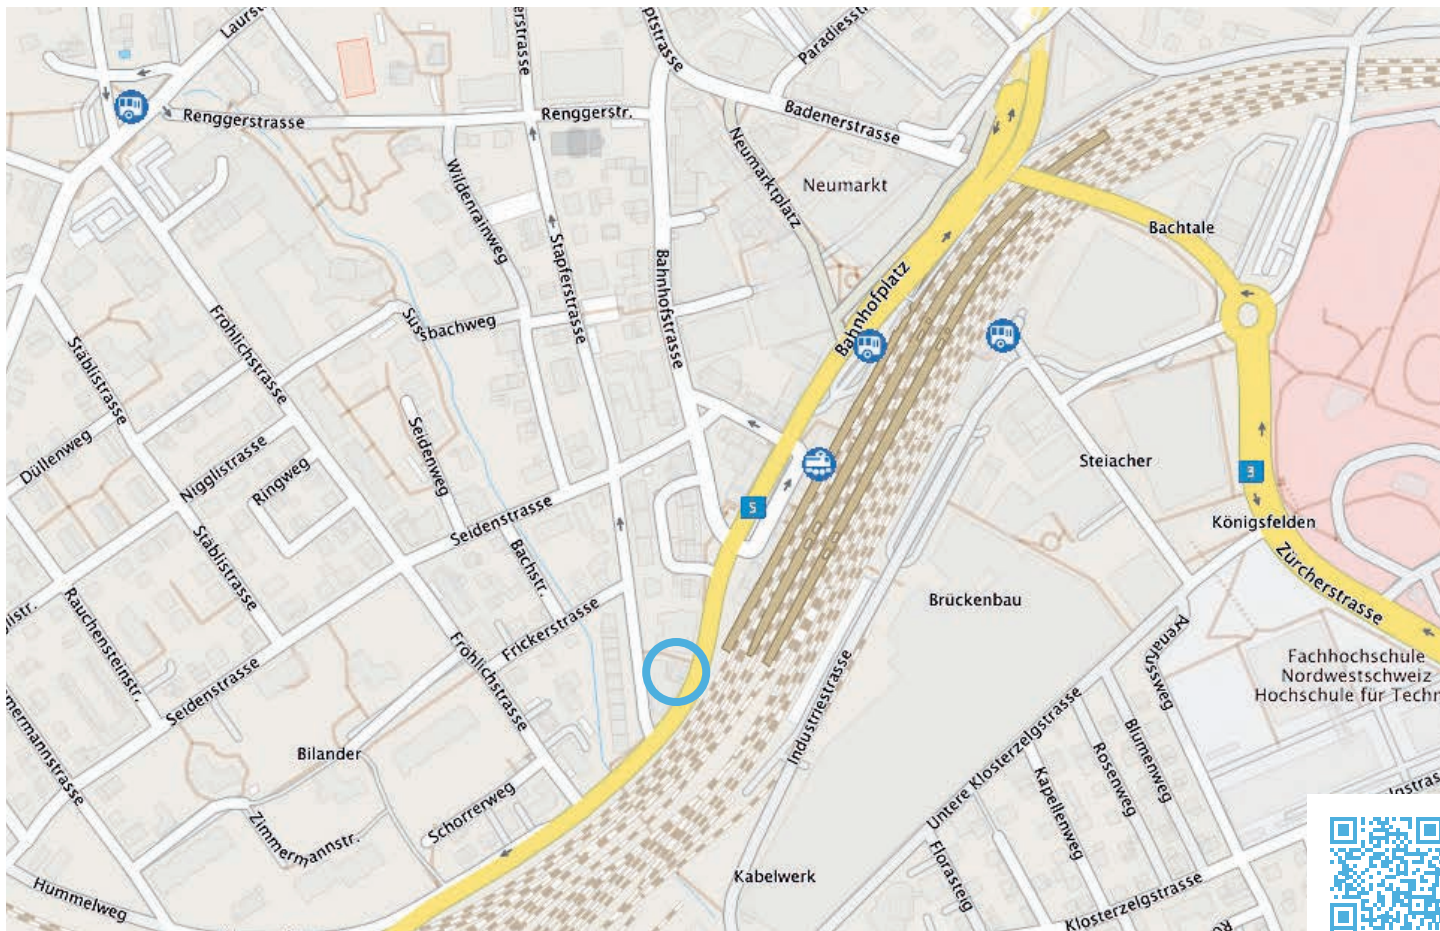 Renggerstrasse
Renggerstr.
Badenerstrasse
Neumarkt
Neumarktplatz
Wildenrainweg
Stapferstrasse
Bahnhofstrasse
Bachtale
Bahnhofplatz
Süssbachweg
Fröhlichstrasse
Stäblistrasse
Düllenweg
Nigglistrasse
Ringweg
Seidenweg
Seidenstrasse
Steiacher
5
3
Königsfelden
Zürcherstrasse
Stäblistrasse
Bachstr.
Rauchensteinstr.
Frickerstrasse
Brückenbau
Fröhlichstrasse
Seidenstrasse
Industriestrasse
Fachhochschule
Nordwestschweiz
Bilander
Untere Klosterzelgstrasse
Blumenweg
Rosenweg
Kapellenweg
Schorrerweg
Zimmermannstr.
Florasteig
Kabelwerk
Hummelweg
Klosterzelgstrasse